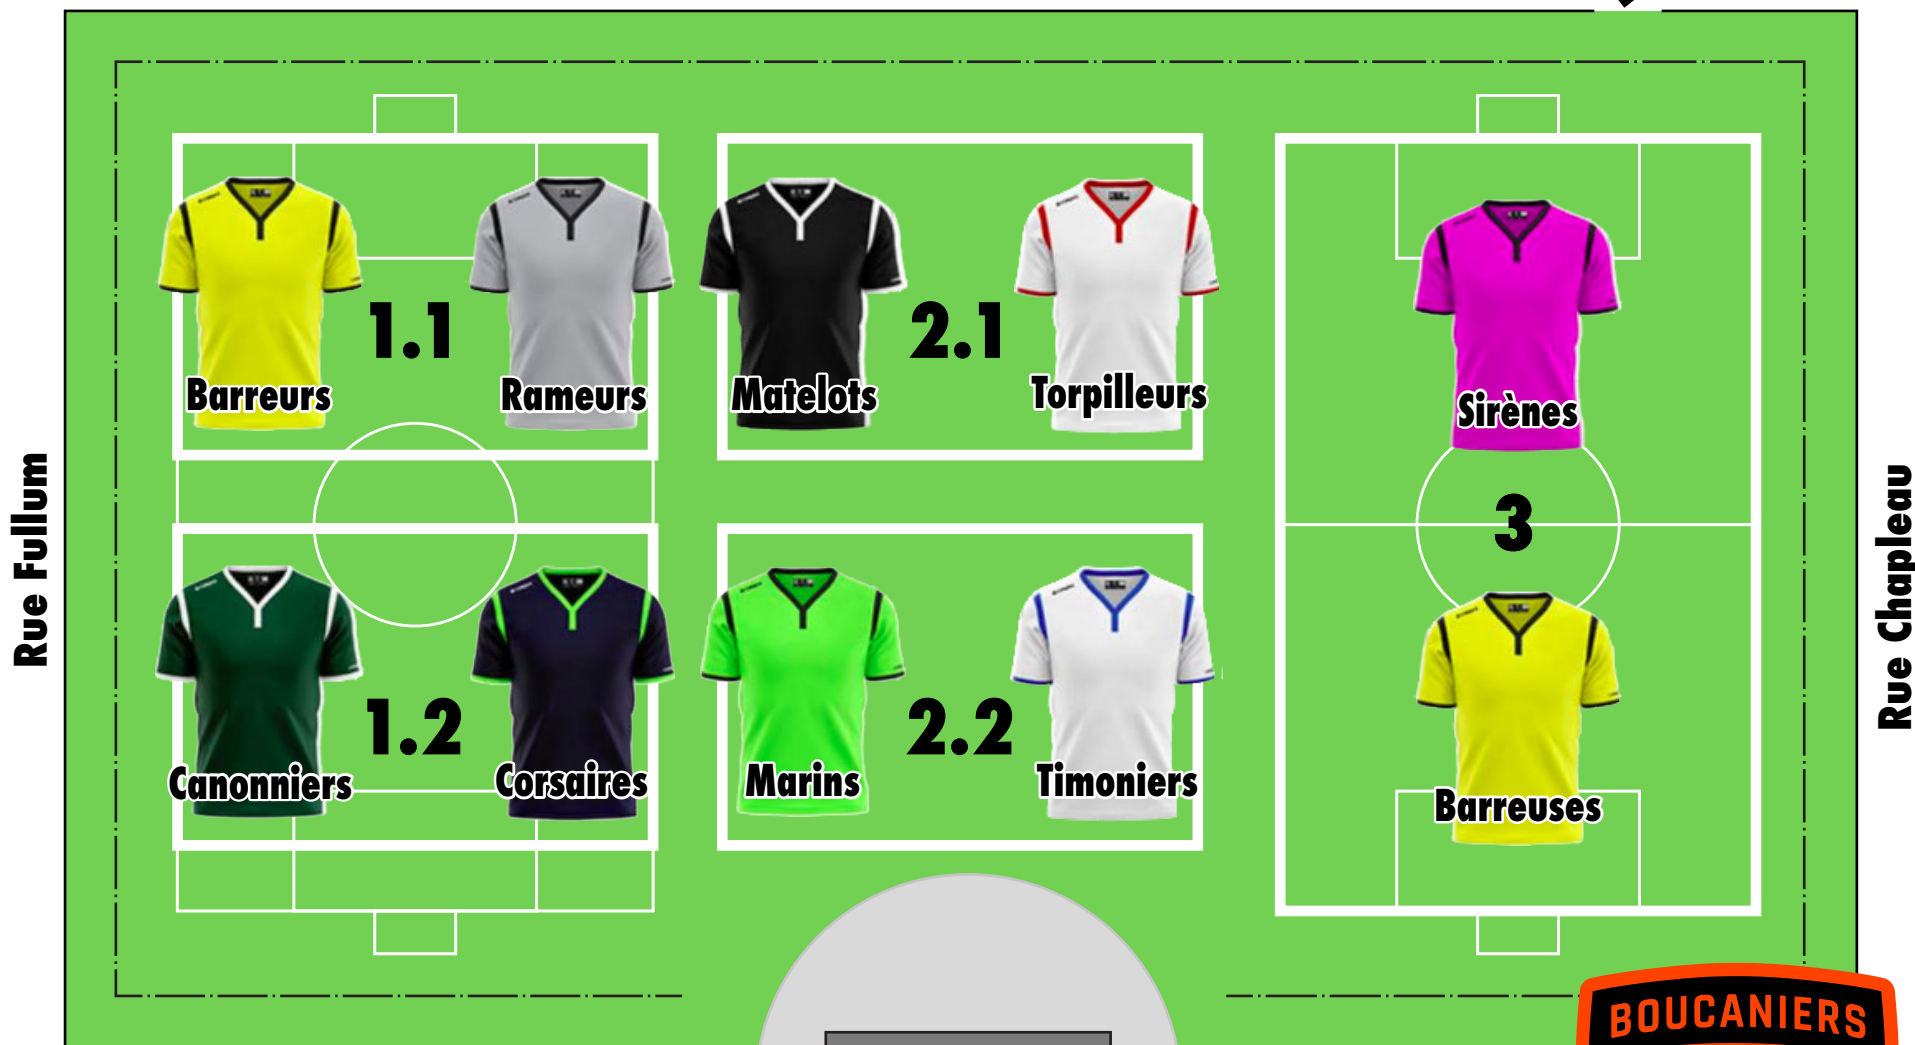 Rue Fullum
1.1
Barreurs
Rameurs
2.1
Matelots
Torpilleurs
Sirènes
3
1.2
Canonniers
Corsaires
2.2
Marins
Timoniers
Barreuses
Rue Chapleau
BOUCANIERS